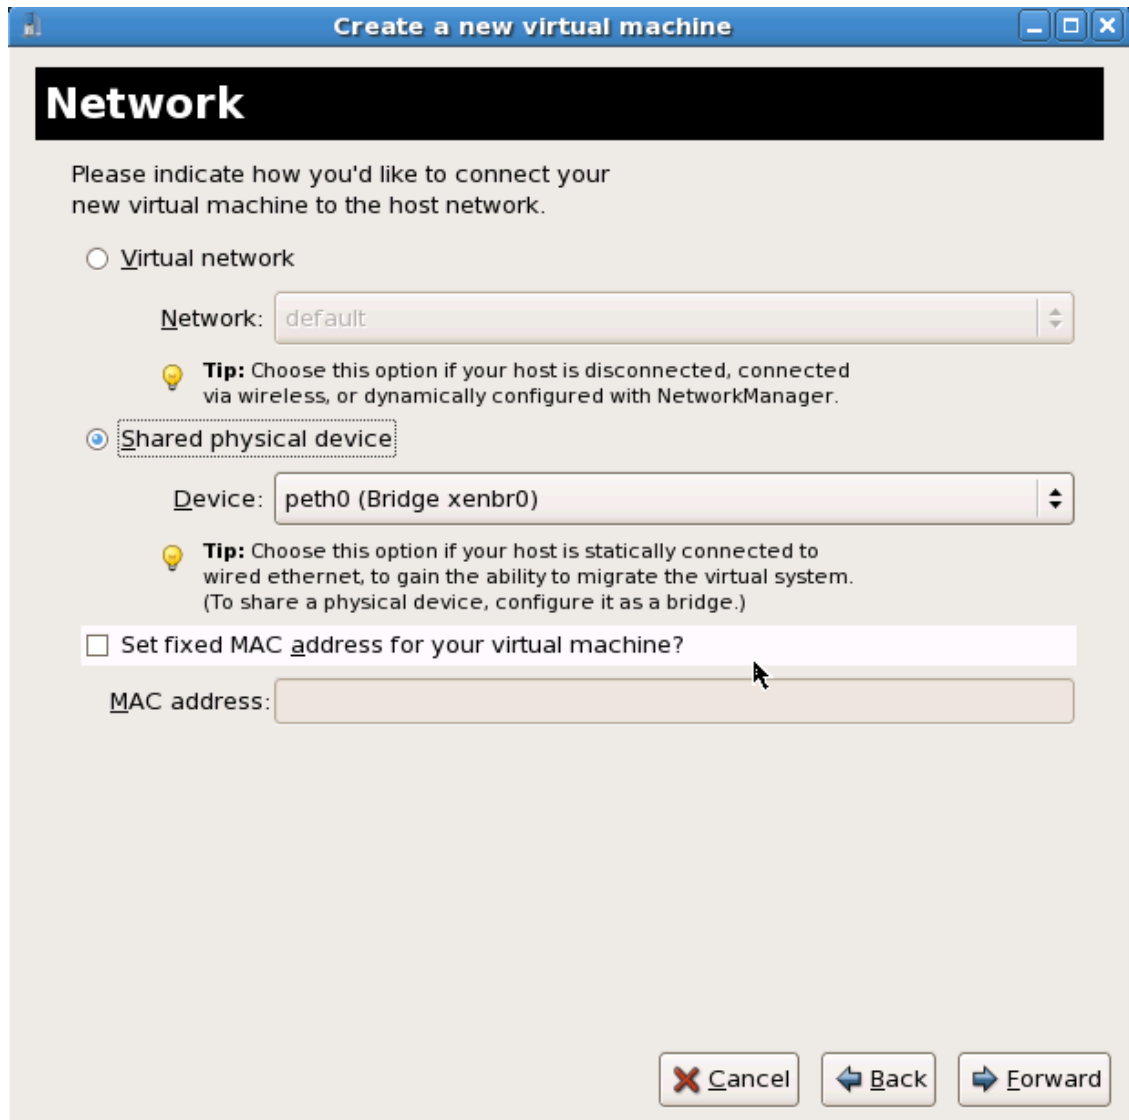 Create a new virtual machine
Network
Please indicate how you'd like to connect your
new virtual machine to the host network.
Virtual network
Network: default
Tip: Choose this option if your host is disconnected, connected
via wireless, or dynamically configured with NetworkManager.
Shared physical device
Device: peth0 (Bridge xenbr0)
Tip: Choose this option if your host is statically connected to
wired ethernet, to gain the ability to migrate the virtual system.
(To share a physical device, configure it as a bridge.)
Set fixed MAC address for your virtual machine?
MAC address:
Cancel Back Forward